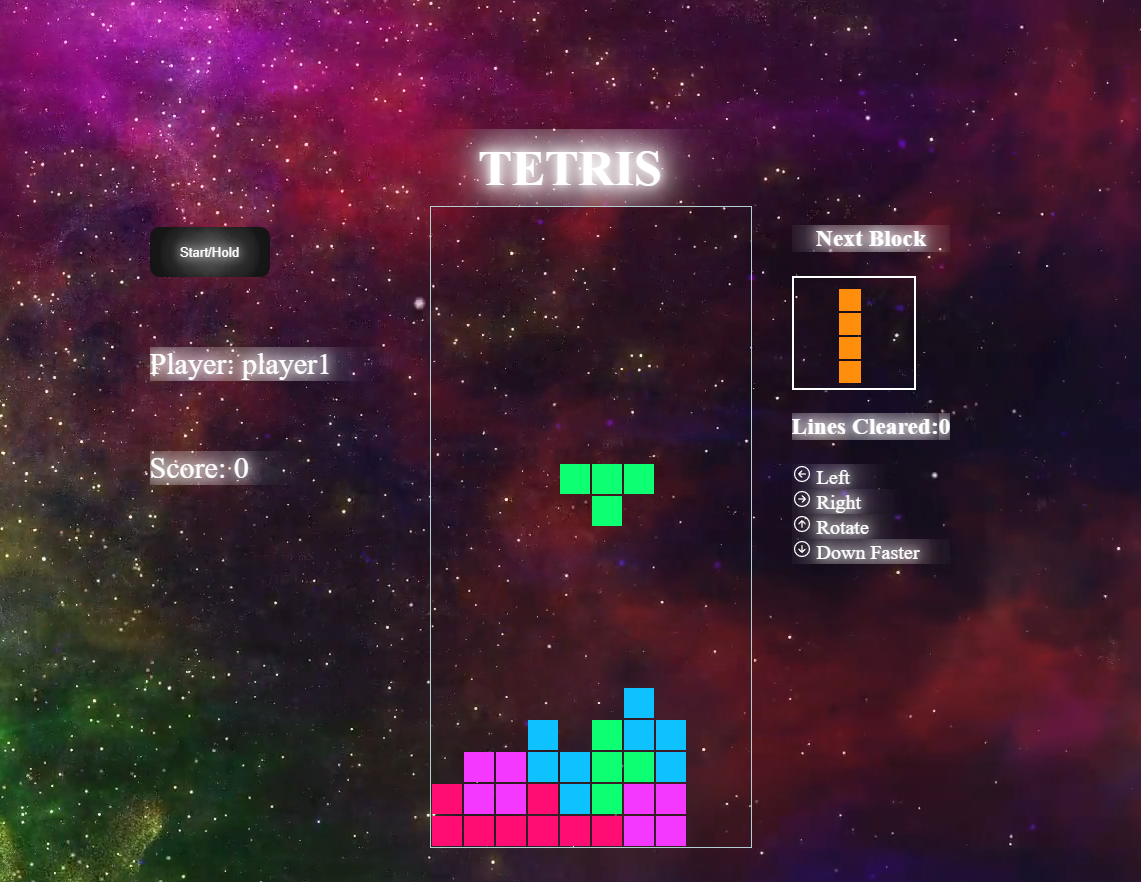 TETRIS
Start/Hold
Player: player1
Score: 0
Next Block
Lines Cleared:0
Left
Right
Rotate
Down Faster